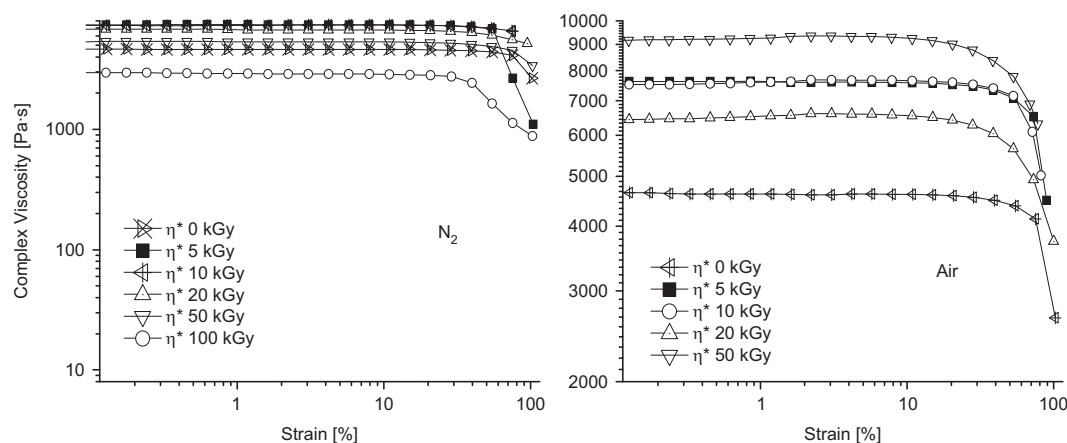 Complex Viscosity [Pa·s]
1000
100
10
η* 0 kGy
η* 5 kGy
η* 10 kGy
η* 20 kGy
η* 50 kGy
η* 100 kGy
N₂
1
10
100
Strain [%]
10000
9000
8000
7000
6000
5000
4000
3000
2000
η* 0 kGy
η* 5 kGy
η* 10 kGy
η* 20 kGy
η* 50 kGy
Air
1
10
100
Strain [%]